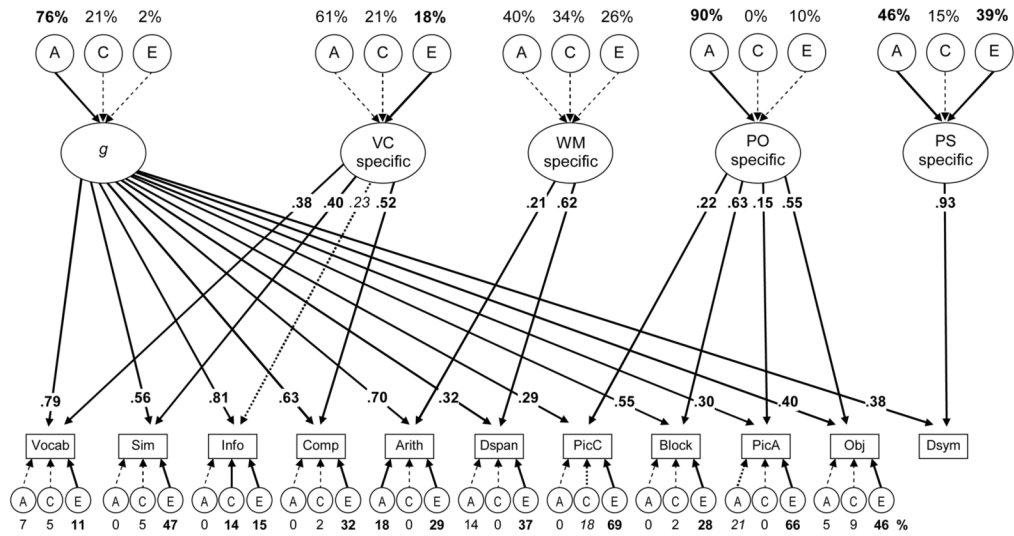 76% 21% 2% 61% 21% 18% 40% 34% 26% 90% 0% 10% 46% 15% 39%
A C E A C E A C E A C E A C E
g VC specific WM specific PO specific PS specific
.38 .40 .23 .52 .21 .62 .22 .63 .15 .55 .93
.79 .56 .81 .63 .70 .32 .29 .55 .30 .40 .38
Vocab Sim Info Comp Arith Dspan PicC Block PicA Obj Dsym
A C E A C E A C E A C E A C E A C E A C E A C E A C E A C E
7 5 11 0 5 47 0 14 15 0 2 32 18 0 29 14 0 37 0 18 69 0 2 28 21 0 66 5 9 46 %